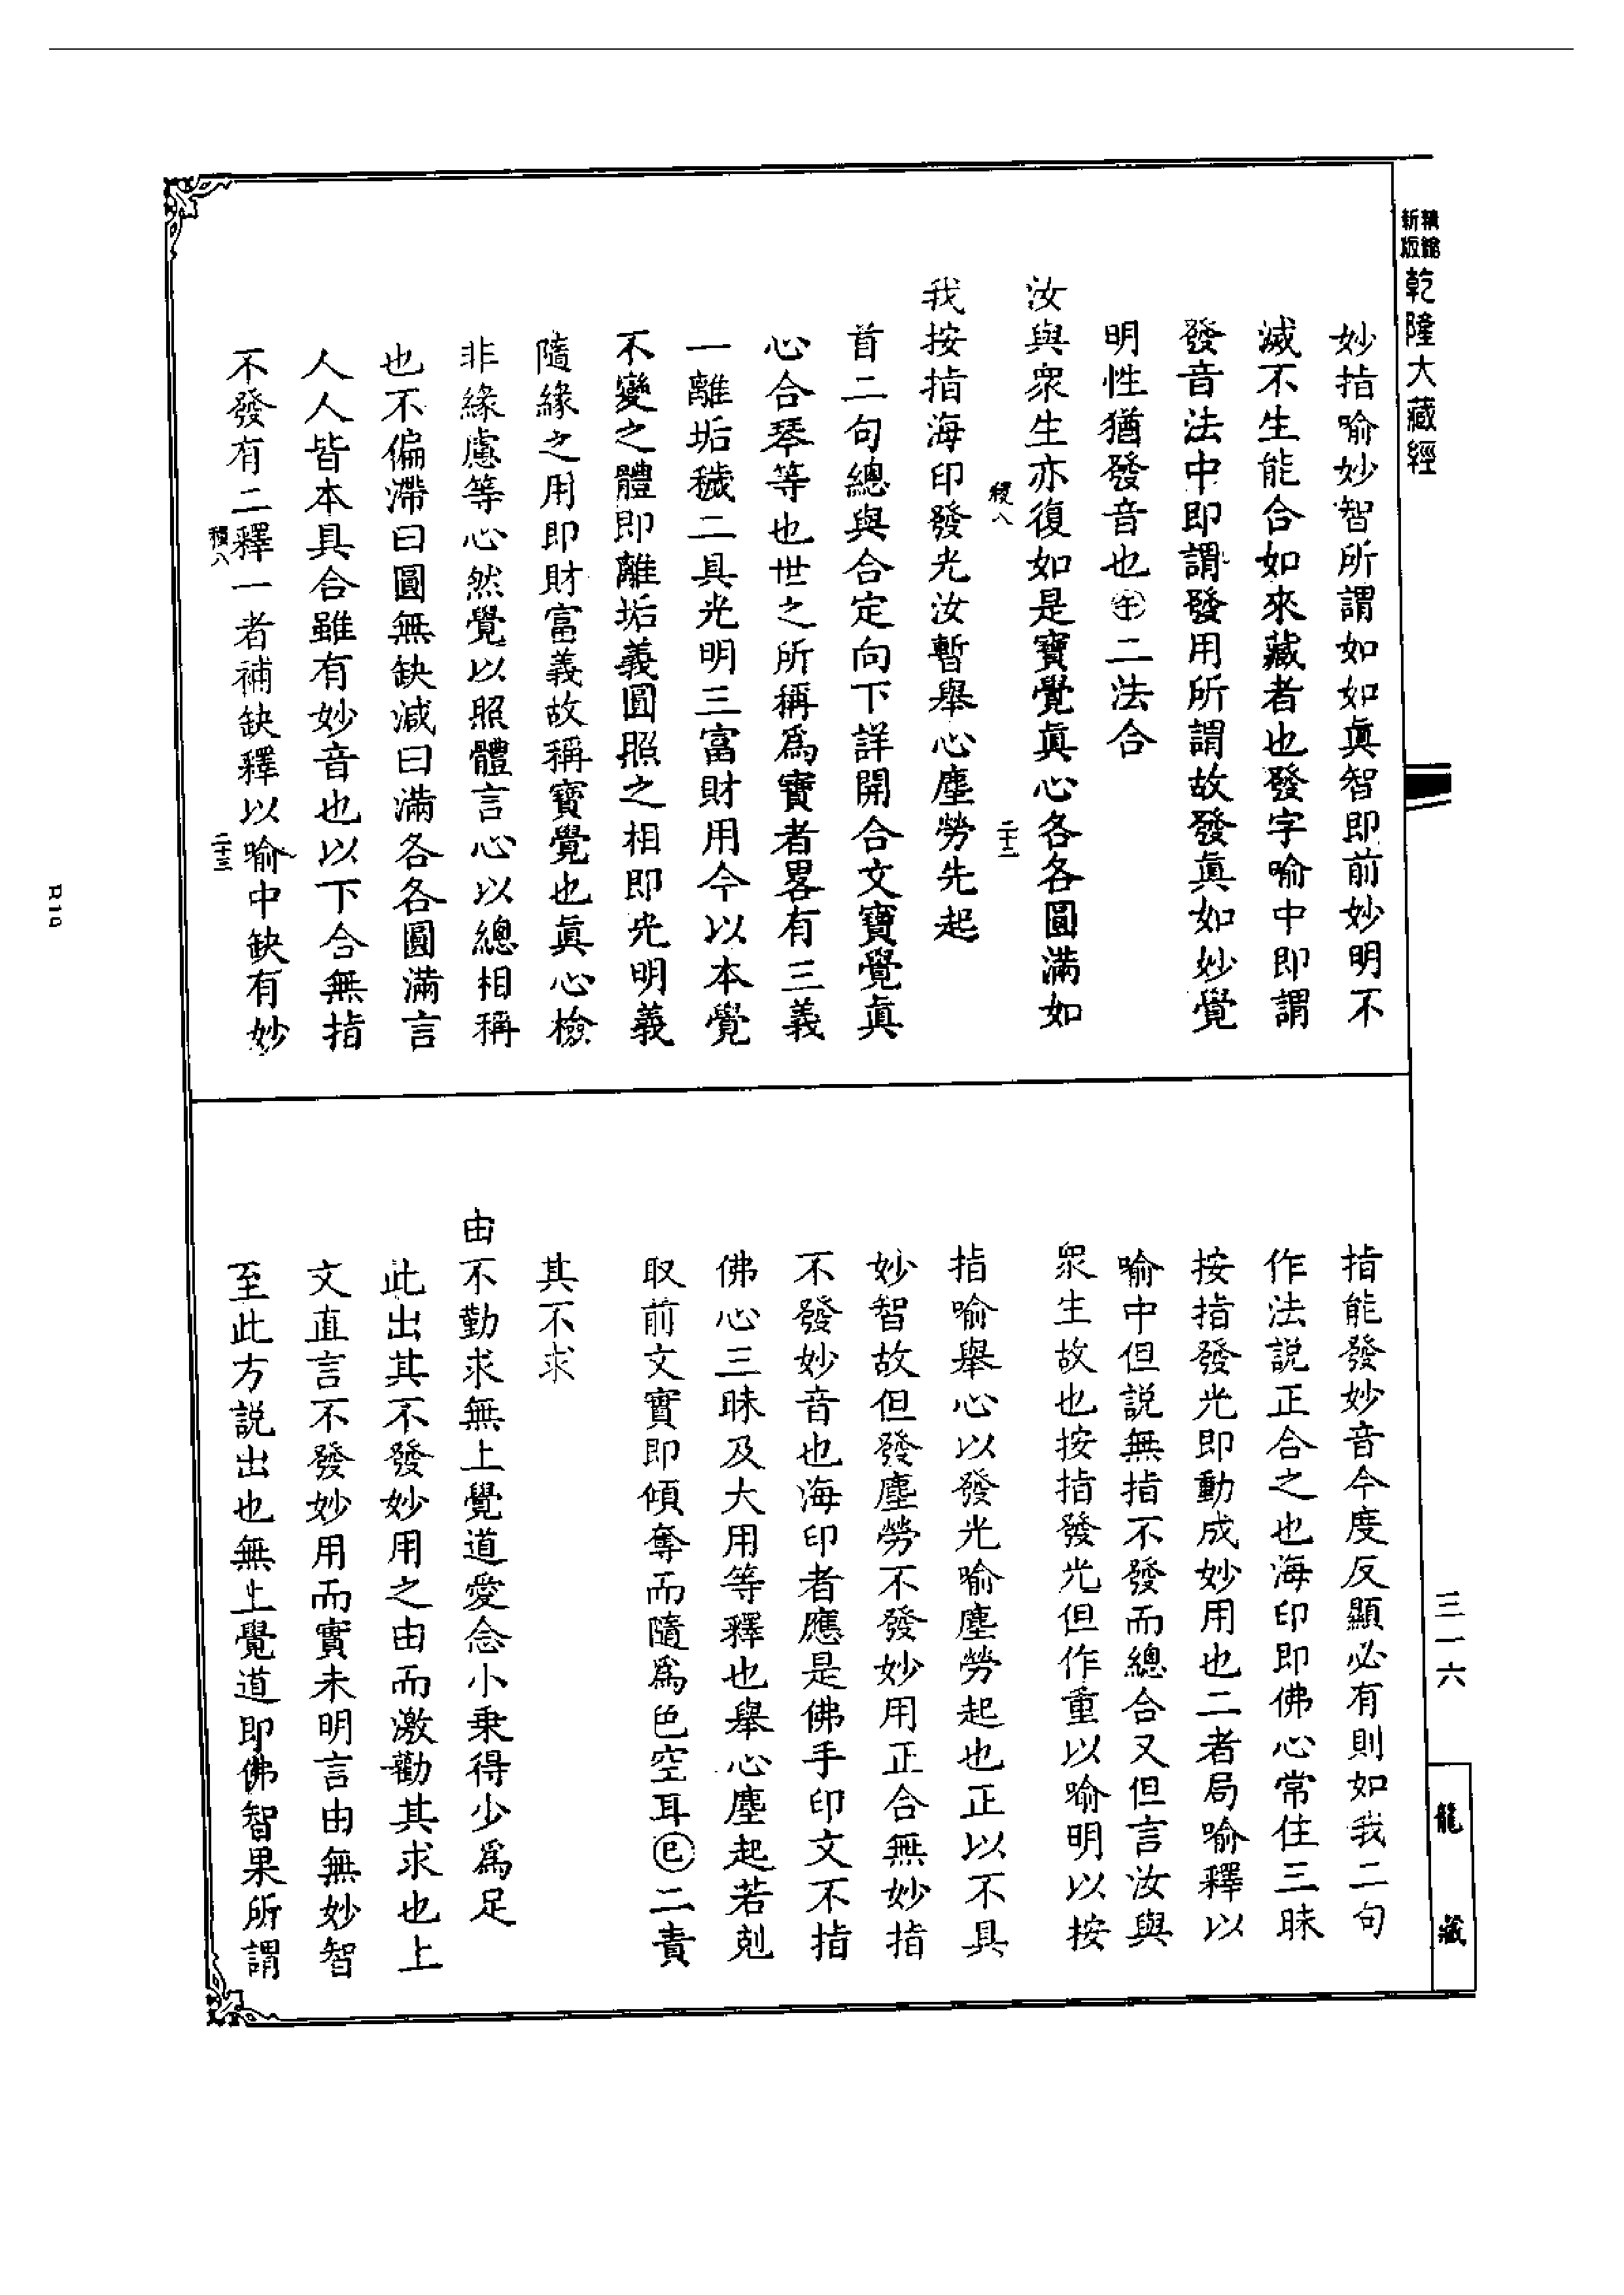 精縮
新版
乾隆大藏經
妙指喻妙智所謂如如眞智即前妙明不
滅不生能合如來藏者也發字喻中即謂
發音法中即謂發用所謂故發眞如妙覺
明性猶發音也㊉二法合
汝與衆生亦復如是寶覺眞心各各圓滿如
我按指海印發光汝暫舉心塵勞先起
首二句總與合定向下詳開合文寶覺眞
心合琴等也世之所稱爲寶者畧有三義
一離垢穢二具光明三富財用今以本覺
不變之體即離垢義圓照之相即光明義
隨緣之用即財富義故稱寶覺也眞心檢
非緣慮等心然覺以照體言心以總相稱
也不偏滯曰圓無缺減曰滿各各圓滿言
人人皆本具合雖有妙音也以下合無指
不發有二釋一者補缺釋以喻中缺有妙
二十二
二十三
指能發妙音今度反顯必有則如我二句
作法説正合之也海印即佛心常住三昧
按指發光即動成妙用也二者局喻釋以
喻中但説無指不發而總合又但言汝與
衆生故也按指發光但作重以喻明以按
指喻舉心以發光喻塵勞起也正以不具
妙智故但發塵勞不發妙用正合無妙指
不發妙音也海印者應是佛手印文不指
佛心三昧及大用等釋也舉心塵起若剋
取前文實即傾奪而隨爲色空耳㊂二責
其不求
由不勤求無上覺道愛念小乘得少爲足
此出其不發妙用之由而激勸其求也上
文直言不發妙用而實未明言由無妙智
至此方説出也無上覺道即佛智果所謂
三一六
龍藏